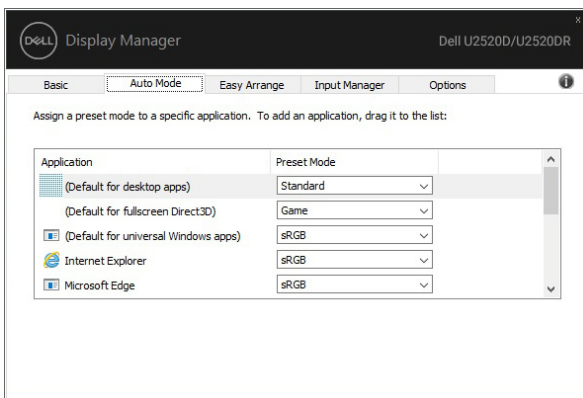 DELL Display Manager Dell U2520D/U2520DR
Basic Auto Mode Easy Arrange Input Manager Options
Assign a preset mode to a specific application. To add an application, drag it to the list:
Application Preset Mode
(Default for desktop apps) Standard
(Default for fullscreen Direct3D) Game
(Default for universal Windows apps) sRGB
Internet Explorer sRGB
Microsoft Edge sRGB